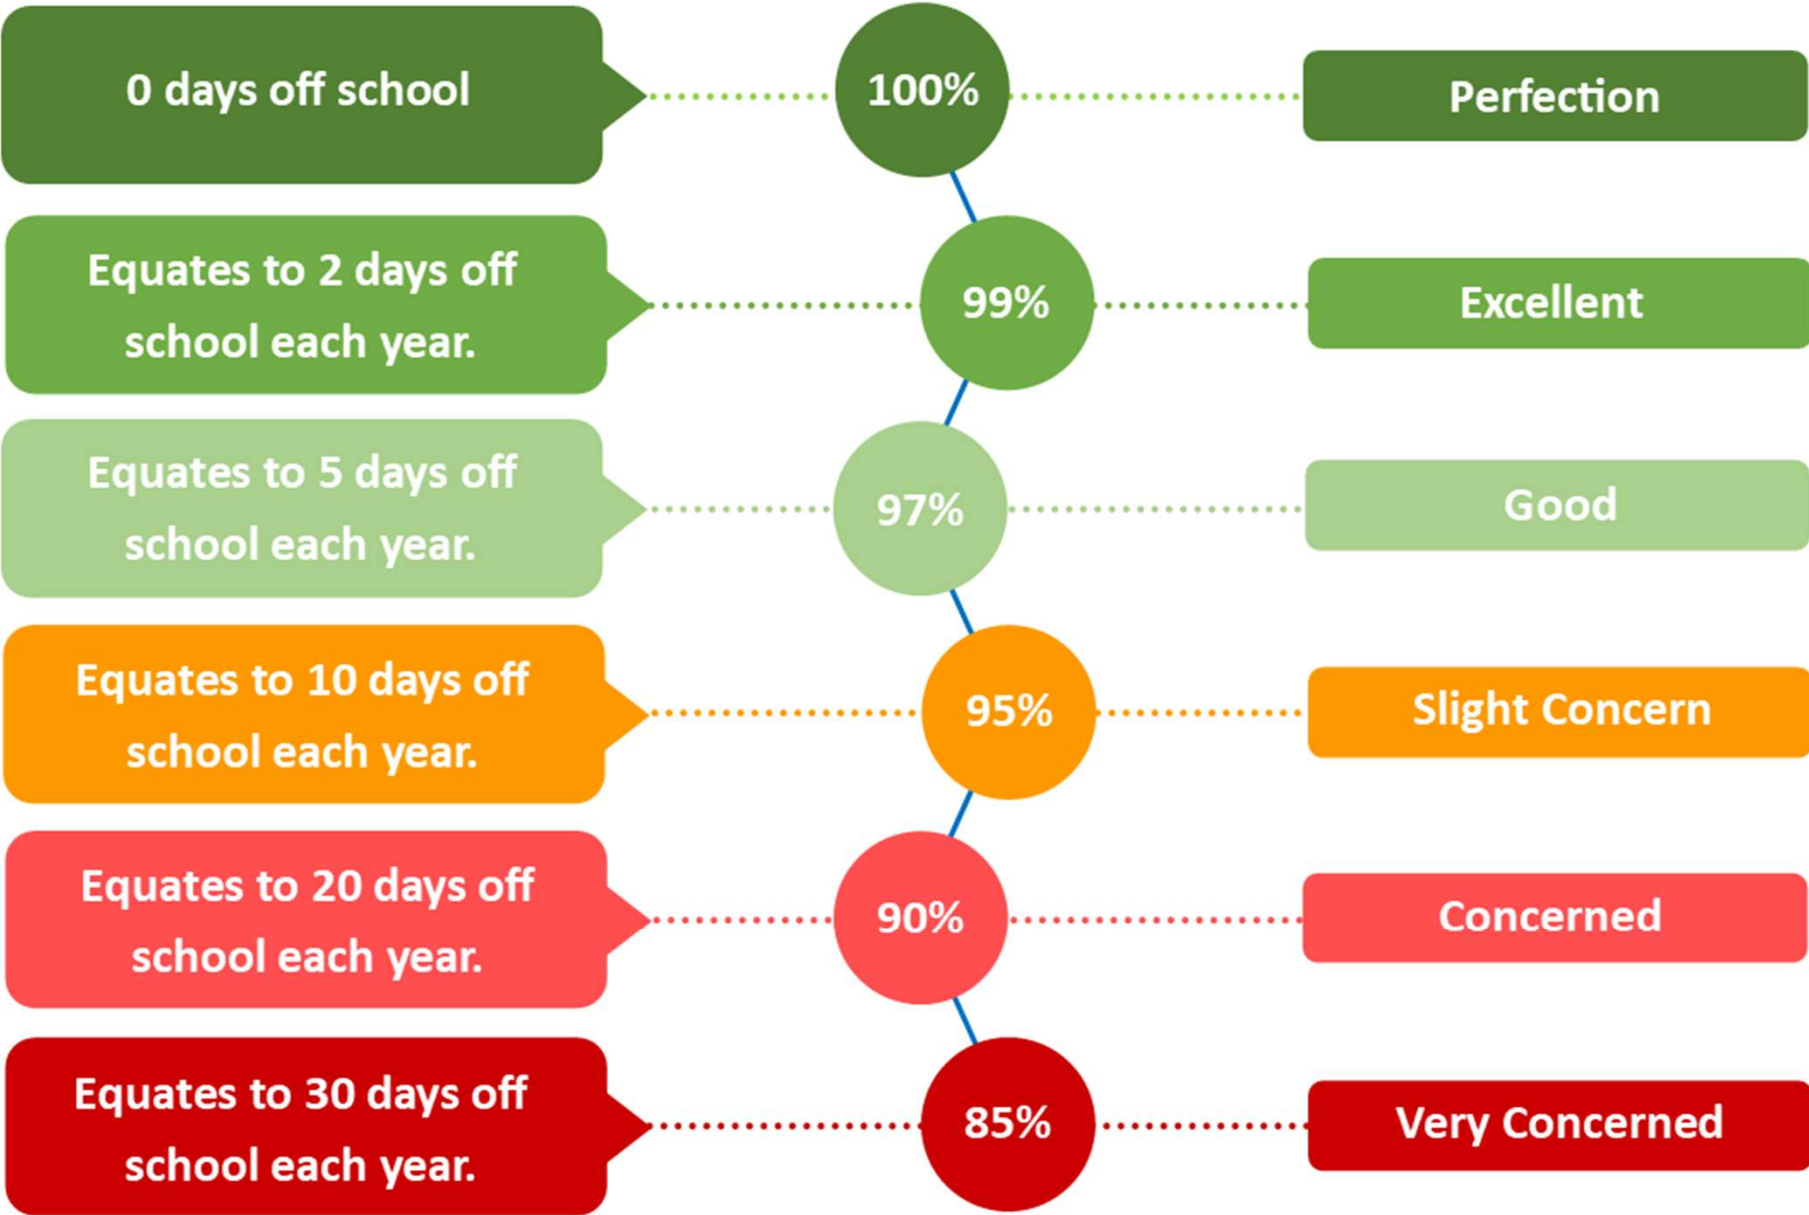 0 days off school
100%
Perfection
Equates to 2 days off
school each year.
99%
Excellent
Equates to 5 days off
school each year.
97%
Good
Equates to 10 days off
school each year.
95%
Slight Concern
Equates to 20 days off
school each year.
90%
Concerned
Equates to 30 days off
school each year.
85%
Very Concerned